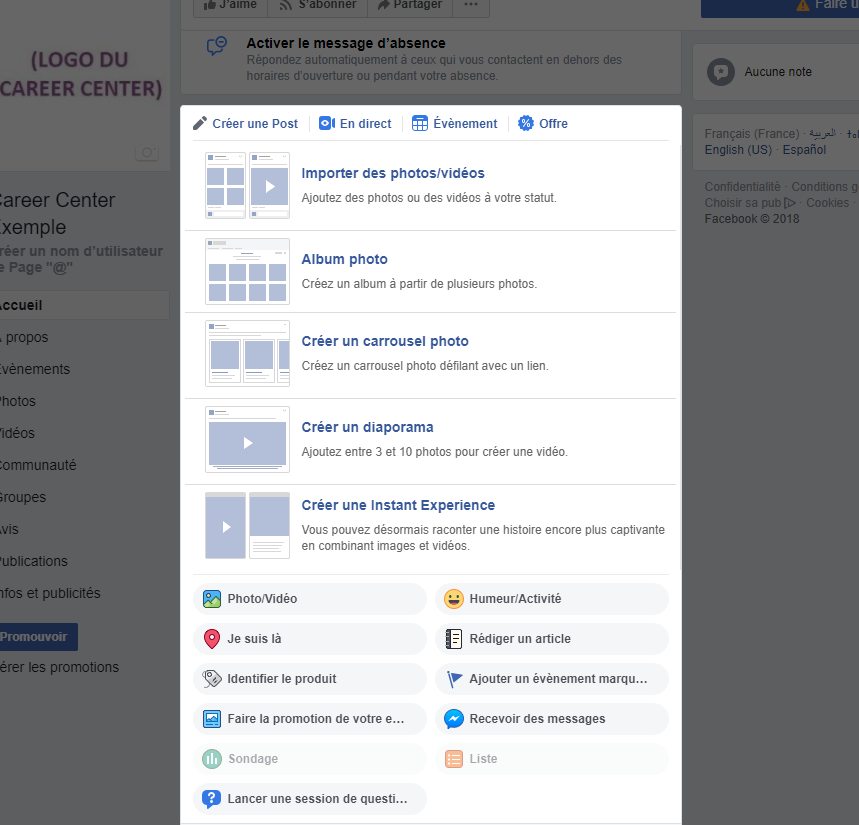 J'aime
S'abonner
Partager
Faire u
Activer le message d'absence
Répondez automatiquement à ceux qui vous contactent en dehors des
horaires d'ouverture ou pendant votre absence.
Aucune note
(LOGO DU
CAREER CENTER)
Français (France) · العربية ·
English (US) · Español
Confidentialité · Conditions g
Choisir sa pub · Cookies ·
Facebook © 2018
areer Center
xemple
réer un nom d'utilisateur
e Page "@"
ccueil
propos
vènements
hotos
idéos
ommunauté
roupes
vis
ublications
nfos et publicités
Promouvoir
érer les promotions
Créer une Post
En direct
Évènement
Offre
Importer des photos/vidéos
Ajoutez des photos ou des vidéos à votre statut.
Album photo
Créez un album à partir de plusieurs photos.
Créer un carrousel photo
Créez un carrousel photo défilant avec un lien.
Créer un diaporama
Ajoutez entre 3 et 10 photos pour créer une vidéo.
Créer une Instant Experience
Vous pouvez désormais raconter une histoire encore plus captivante
en combinant images et vidéos.
Photo/Vidéo
Humeur/Activité
Je suis là
Rédiger un article
Identifier le produit
Ajouter un évènement marqu...
Faire la promotion de votre e...
Recevoir des messages
Sondage
Liste
Lancer une session de questi...